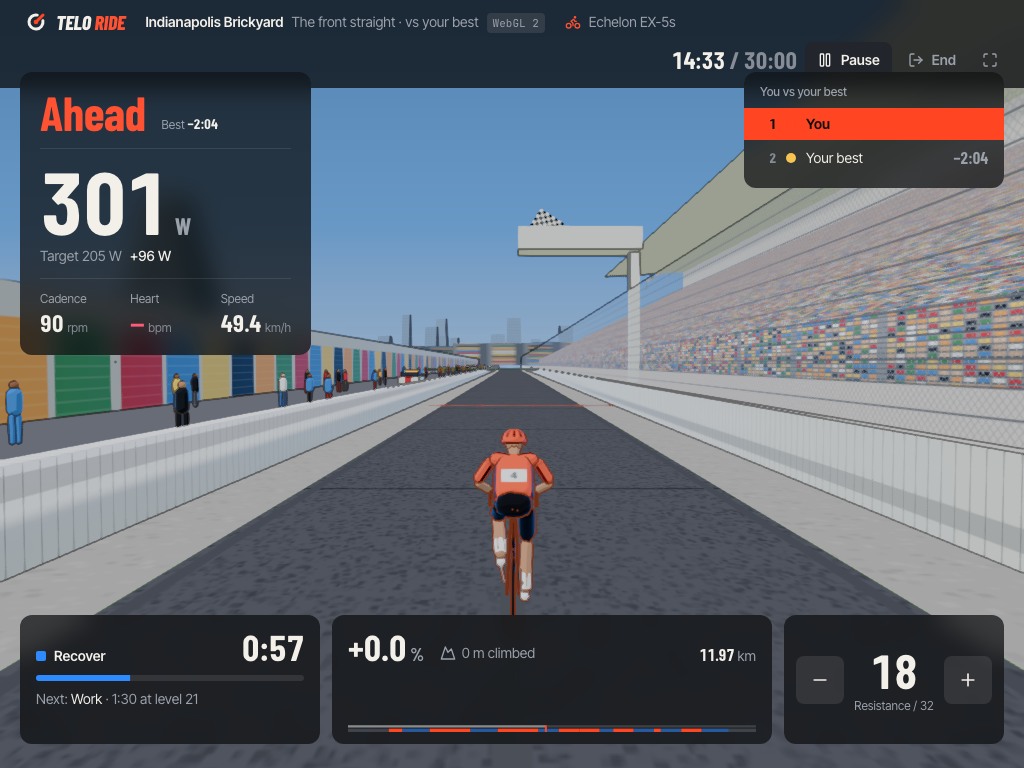 TELO RIDE Indianapolis Brickyard The front straight · vs your best WebGL 2 Echelon EX-5s
14:33 / 30:00 Pause End
Ahead Best −2:04
301 W
Target 205 W +96 W
Cadence Heart Speed
90 rpm — bpm 49.4 km/h
You vs your best
1 You
2 Your best −2:04
4
Recover 0:57
Next: Work · 1:30 at level 21
+0.0 % 0 m climbed 11.97 km
− 18 +
Resistance / 32